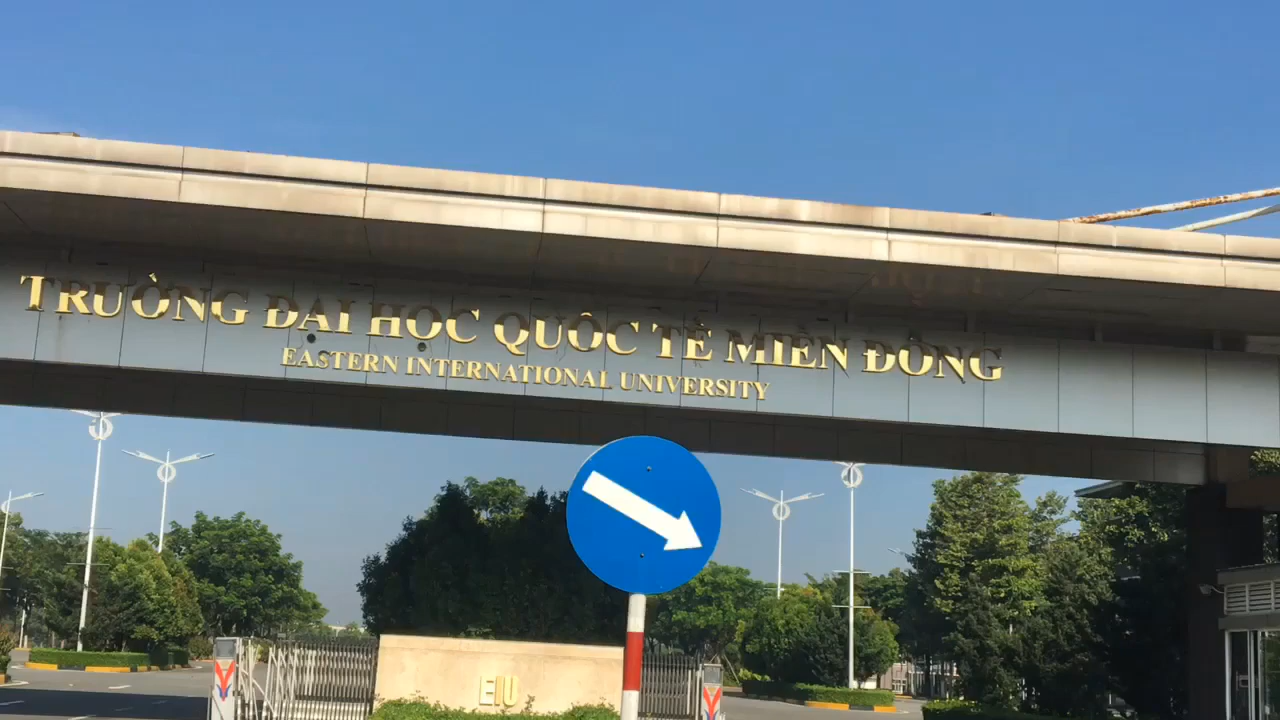 TRƯỜNG ĐẠI HỌC QUỐC TẾ MIỀN ĐÔNG
EASTERN INTERNATIONAL UNIVERSITY
EIU